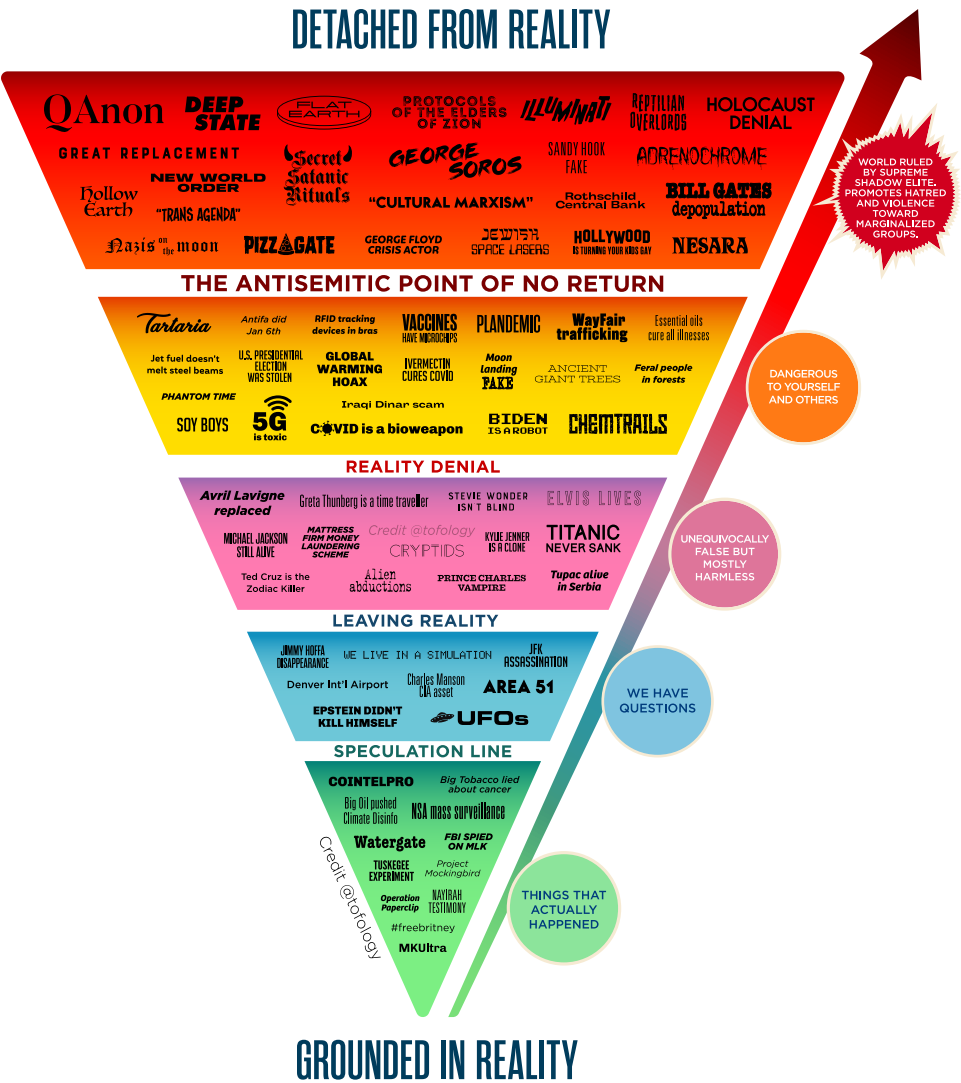 DETACHED FROM REALITY
QAnon
DEEP
STATE
FLAT
EARTH
PROTOCOLS
OF THE ELDERS
OF ZION
ILLUMINATI
REPTILIAN
OVERLORDS
HOLOCAUST
DENIAL
GREAT REPLACEMENT
Secret
Satanic
Rituals
GEORGE
SOROS
SANDY HOOK
FAKE
ADRENOCHROME
Hollow
Earth
NEW WORLD
ORDER
"TRANS AGENDA"
"CULTURAL MARXISM"
Rothschild
Central Bank
BILL GATES
depopulation
Nazis on the moon
PIZZAGATE
GEORGE FLOYD
CRISIS ACTOR
JEWISH
SPACE LASERS
HOLLYWOOD
IS TURNING YOUR KIDS GAY
NESARA
WORLD RULED
BY SUPREME
SHADOW ELITE.
PROMOTES HATRED
AND VIOLENCE
TOWARD
MARGINALIZED
GROUPS.
THE ANTISEMITIC POINT OF NO RETURN
Tartaria
Antifa did
Jan 6th
RFID tracking
devices in bras
VACCINES
HAVE MICROCHIPS
PLANDEMIC
WayFair
trafficking
Essential oils
cure all illnesses
Jet fuel doesn't
melt steel beams
U.S. PRESIDENTIAL
ELECTION
WAS STOLEN
GLOBAL
WARMING
HOAX
IVERMECTIN
CURES COVID
Moon
landing
FAKE
ANCIENT
GIANT TREES
Feral people
in forests
PHANTOM TIME
SOY BOYS
5G
is toxic
Iraqi Dinar scam
COVID is a bioweapon
BIDEN
IS A ROBOT
CHEMTRAILS
DANGEROUS
TO YOURSELF
AND OTHERS
REALITY DENIAL
Avril Lavigne
replaced
Greta Thunberg is a time traveller
STEVIE WONDER
ISN'T BLIND
ELVIS LIVES
MICHAEL JACKSON
STILL ALIVE
MATTRESS
FIRM MONEY
LAUNDERING
SCHEME
Credit @tofology
CRYPTIDS
KYLIE JENNER
IS A CLONE
TITANIC
NEVER SANK
Ted Cruz is the
Zodiac Killer
Alien
abductions
PRINCE CHARLES
VAMPIRE
Tupac alive
in Serbia
UNEQUIVOCALLY
FALSE BUT
MOSTLY
HARMLESS
LEAVING REALITY
JIMMY HOFFA
DISAPPEARANCE
WE LIVE IN A SIMULATION
JFK
ASSASSINATION
Denver Int'l Airport
Charles Manson
CIA asset
AREA 51
EPSTEIN DIDN'T
KILL HIMSELF
UFOs
WE HAVE
QUESTIONS
SPECULATION LINE
COINTELPRO
Big Tobacco lied
about cancer
Big Oil pushed
Climate Disinfo
NSA mass surveillance
Watergate
FBI SPIED
ON MLK
TUSKEGEE
EXPERIMENT
Project
Mockingbird
Operation
Paperclip
NAYIRAH
TESTIMONY
#freebritney
MKUltra
Credit @tofology
THINGS THAT
ACTUALLY
HAPPENED
GROUNDED IN REALITY